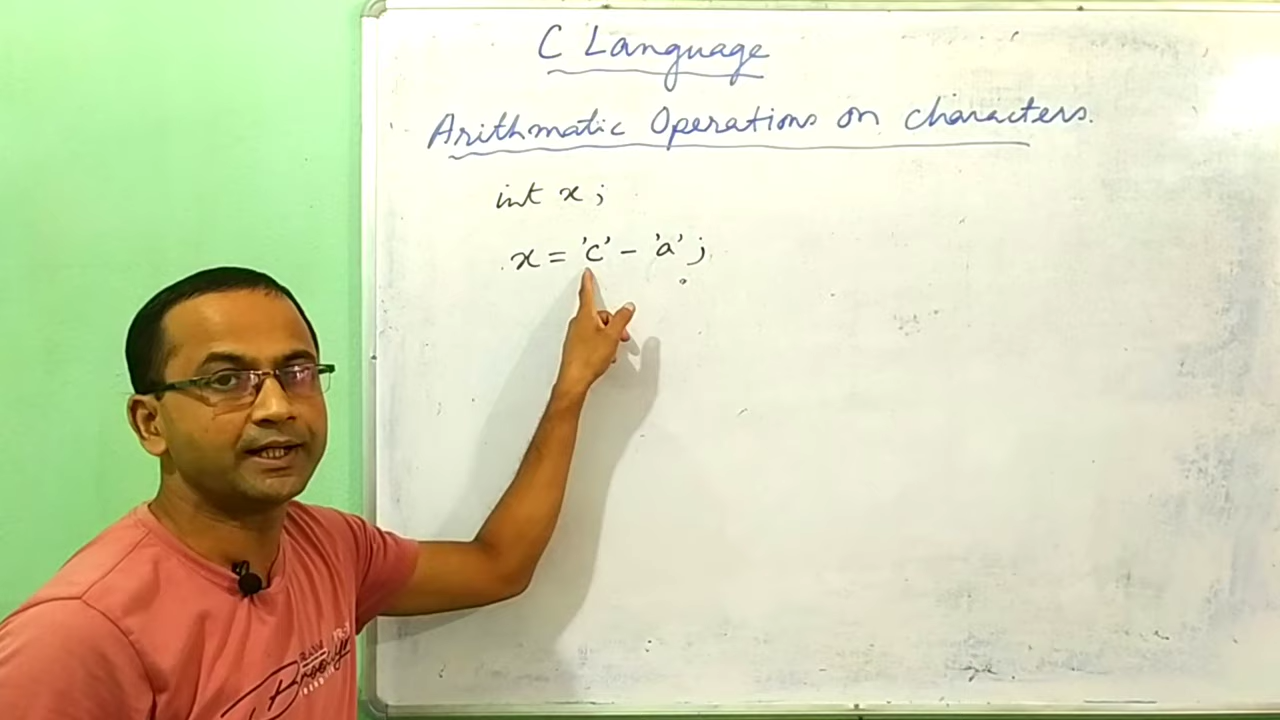 C Language
Arithmatic Operations on characters.
int x ;
x = 'c' - 'a' ;